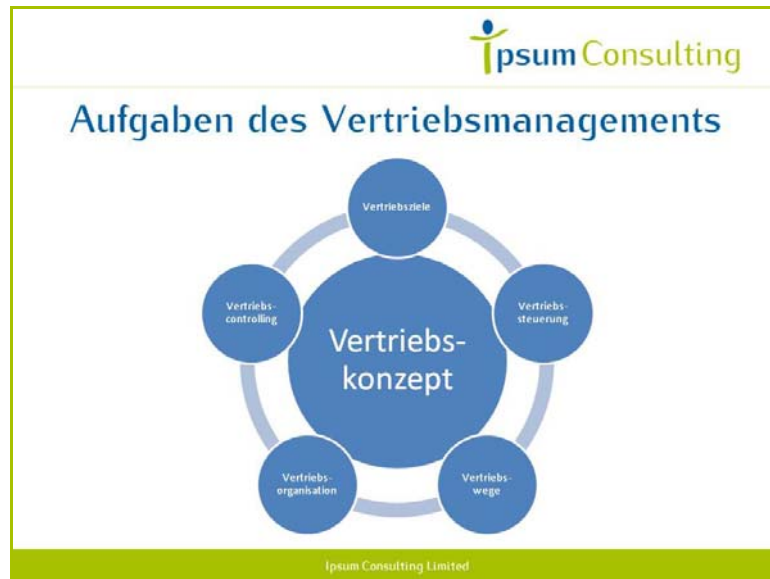 ipsum Consulting
Aufgaben des Vertriebsmanagements
Vertriebsziele
Vertriebs-
steuerung
Vertriebs-
wege
Vertriebs-
organisation
Vertriebs-
controlling
Vertriebs-
konzept
Ipsum Consulting Limited